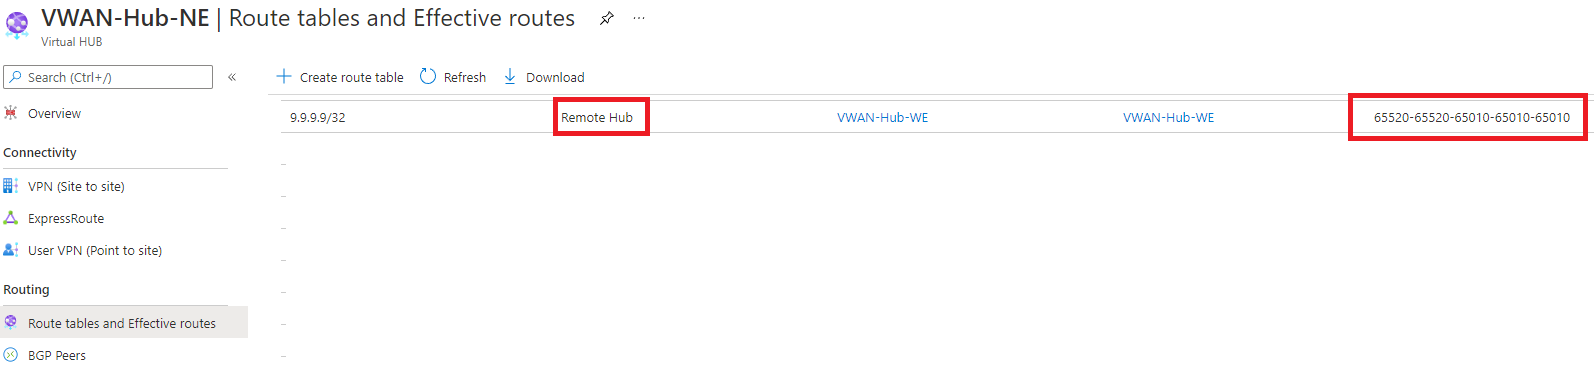 VWAN-Hub-NE | Route tables and Effective routes
Virtual HUB
Search (Ctrl+/)
Create route table Refresh Download
9.9.9.9/32 Remote Hub VWAN-Hub-WE VWAN-Hub-WE 65520-65520-65010-65010-65010
Overview
Connectivity
VPN (Site to site)
ExpressRoute
User VPN (Point to site)
Routing
Route tables and Effective routes
BGP Peers